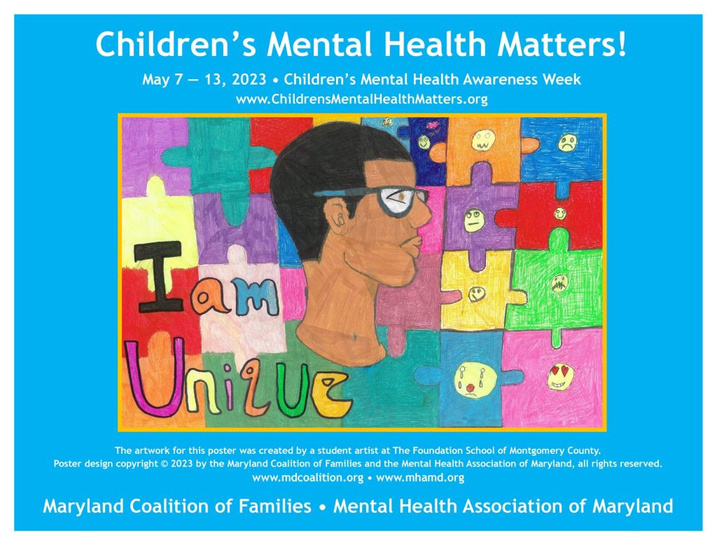 Children's Mental Health Matters!
May 7 – 13, 2023 • Children's Mental Health Awareness Week
www.ChildrensMentalHealthMatters.org
I am
Unique
The artwork for this poster was created by a student artist at The Foundation School of Montgomery County.
Poster design copyright © 2023 by the Maryland Coalition of Families and the Mental Health Association of Maryland, all rights reserved.
www.mdcoalition.org • www.mhamd.org
Maryland Coalition of Families • Mental Health Association of Maryland